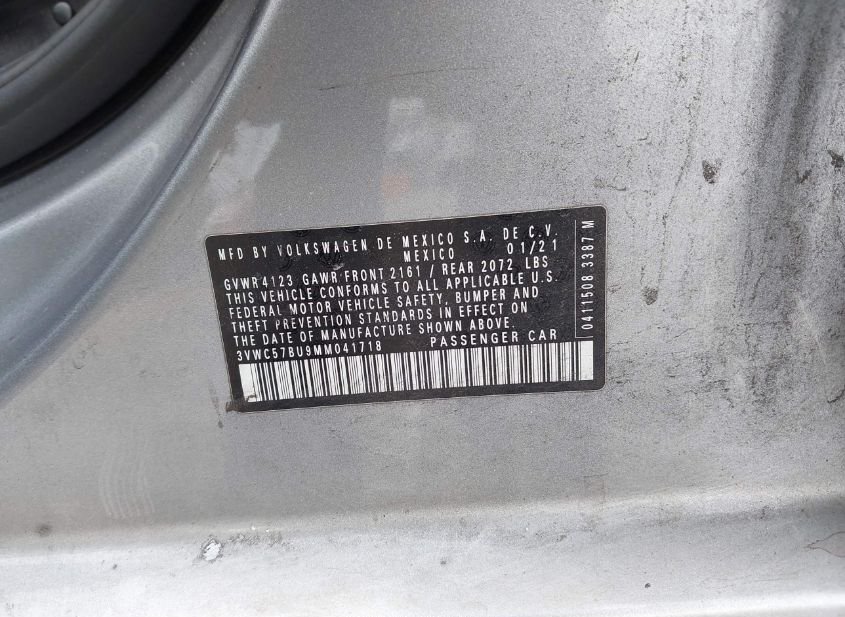 MFD BY VOLKSWAGEN DE MEXICO S.A. DE C.V.
MEXICO 01/21
GVWR 4123 GAWR FRONT 2161 / REAR 2072 LBS
THIS VEHICLE CONFORMS TO ALL APPLICABLE U.S.
FEDERAL MOTOR VEHICLE SAFETY, BUMPER AND
THEFT PREVENTION STANDARDS IN EFFECT ON
THE DATE OF MANUFACTURE SHOWN ABOVE.
3VWC57BU9MM041718 PASSENGER CAR
0411508 3387 M